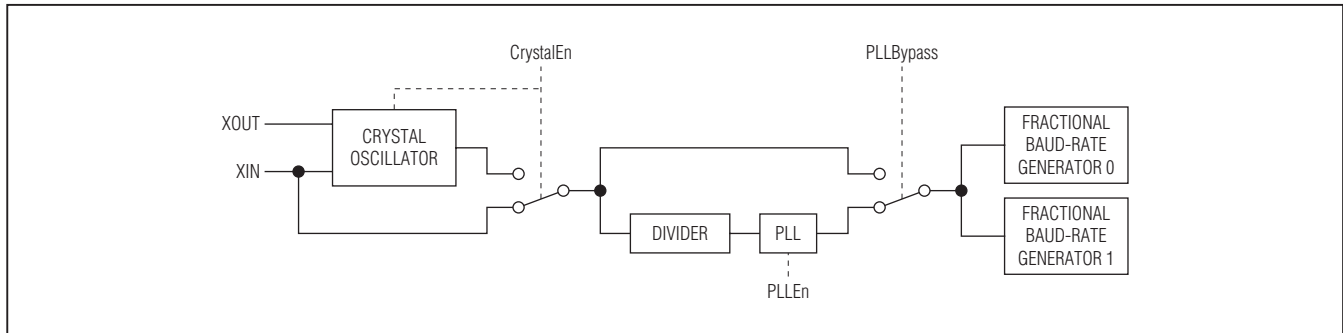 CrystalEn
PLLBypass
XOUT
XIN
CRYSTAL
OSCILLATOR
FRACTIONAL
BAUD-RATE
GENERATOR 0
DIVIDER
PLL
FRACTIONAL
BAUD-RATE
GENERATOR 1
PLLEn